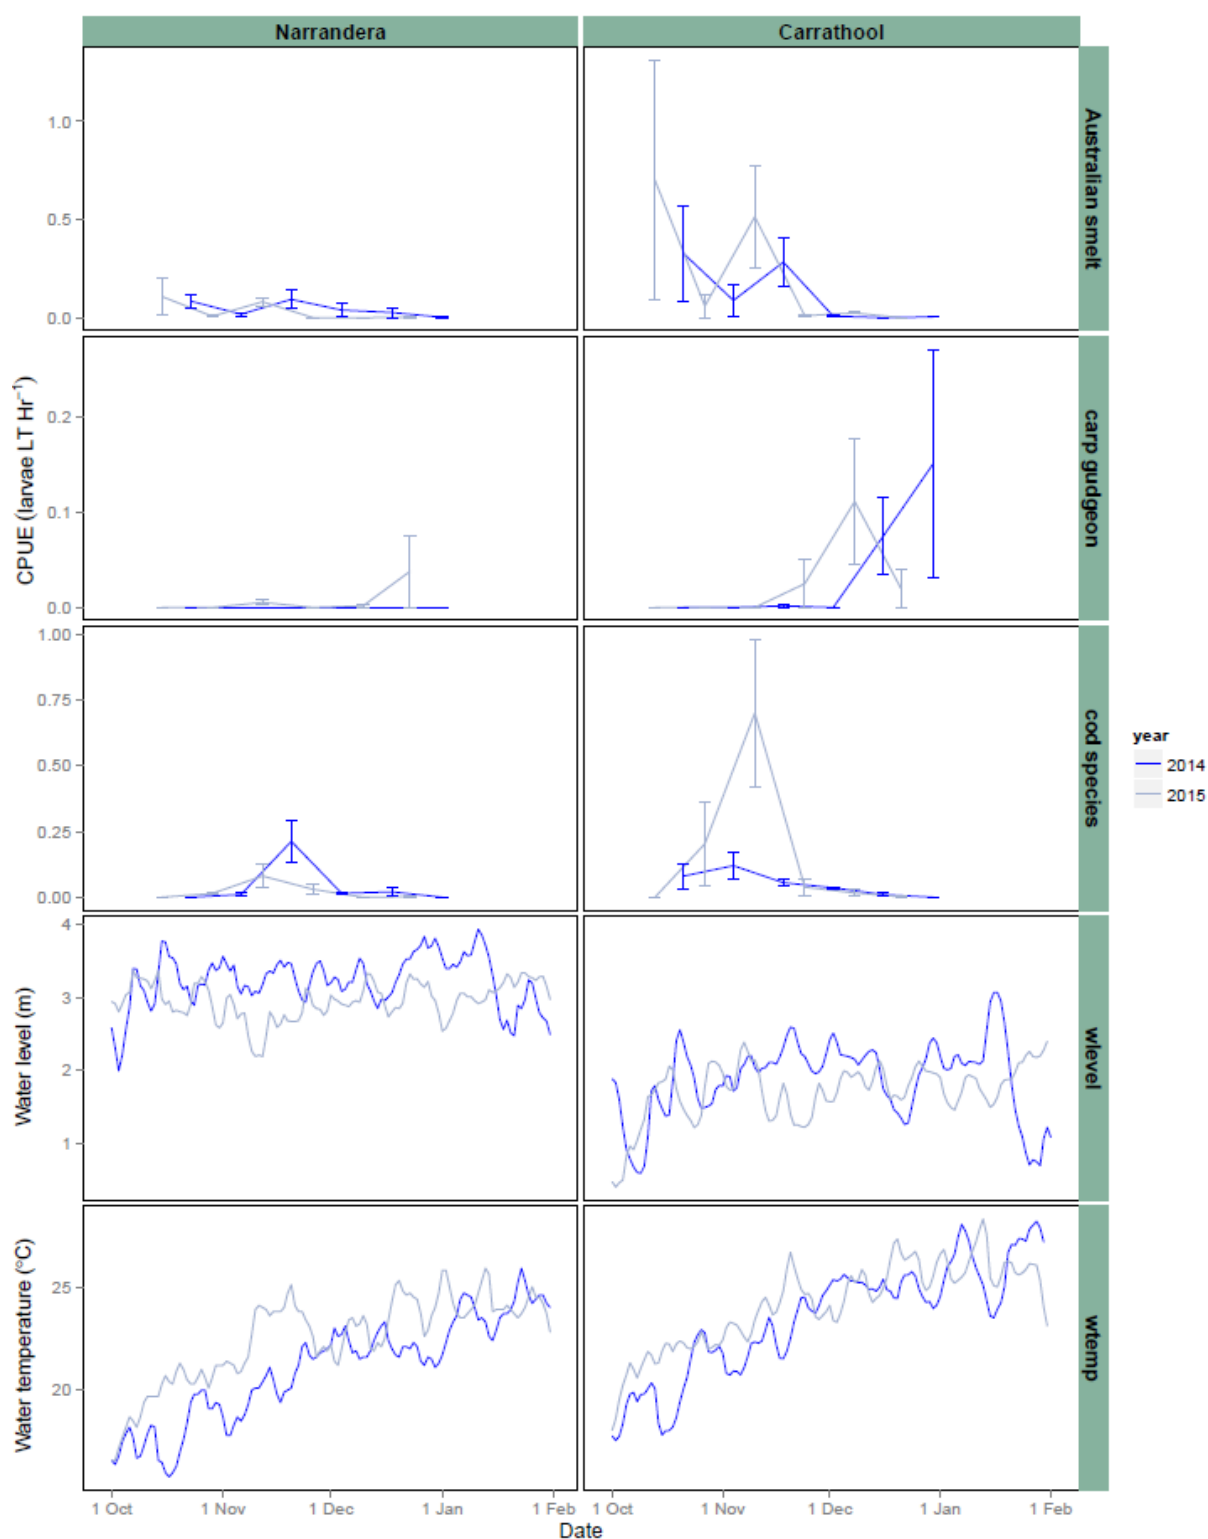 Narrandera Carrathool
1.0
0.5
0.0
Australian smelt
CPUE (larvae LT Hr⁻¹)
0.2
0.1
0.0
carp gudgeon
1.00
0.75
0.50
0.25
0.00
cod species
year
2014
2015
Water level (m)
4
3
2
1
wlevel
Water temperature (°C)
25
20
wtemp
1 Oct 1 Nov 1 Dec 1 Jan 1 Feb 1 Oct 1 Nov 1 Dec 1 Jan 1 Feb
Date